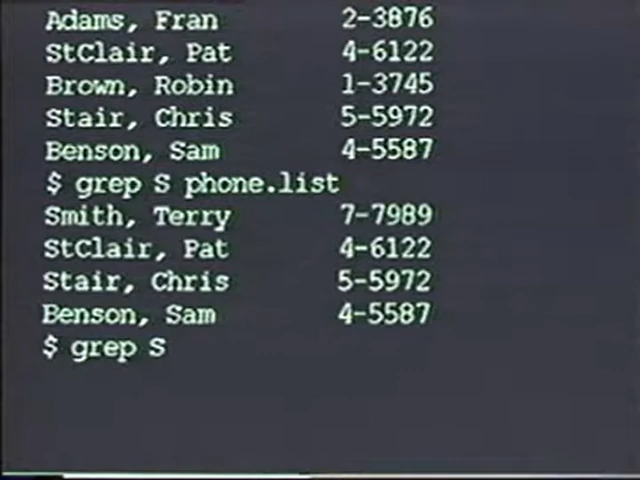 Adams, Fran 2-3876
StClair, Pat 4-6122
Brown, Robin 1-3745
Stair, Chris 5-5972
Benson, Sam 4-5587
$ grep S phone.list
Smith, Terry 7-7989
StClair, Pat 4-6122
Stair, Chris 5-5972
Benson, Sam 4-5587
$ grep S